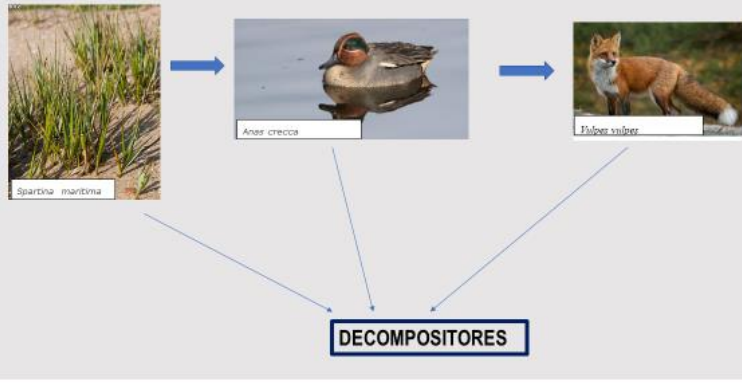 Spartina maritima
Anas crecca
Vulpes vulpes
DECOMPOSITORES